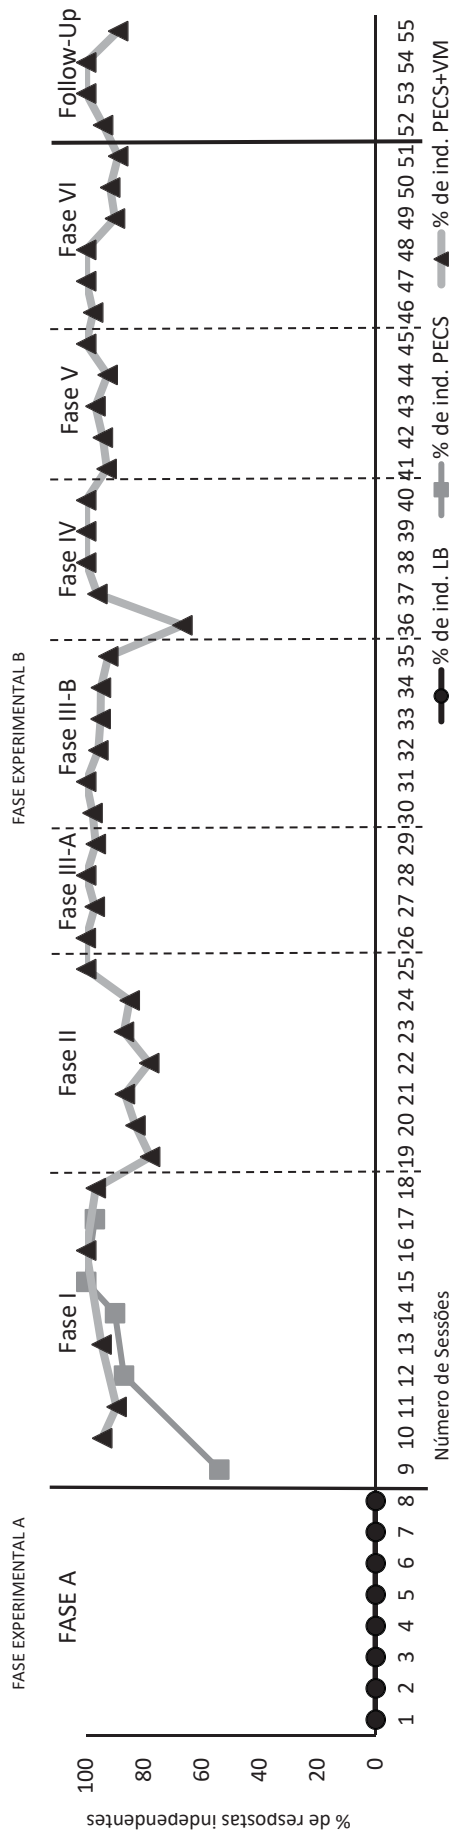 FASE EXPERIMENTAL A
FASE EXPERIMENTAL B
FASE A
Fase I
Fase II
Fase III-A
Fase III-B
Fase IV
Fase V
Fase VI
Follow-Up
% de respostas independentes
100
80
60
40
20
0
1 2 3 4 5 6 7 8 9 10 11 12 13 14 15 16 17 18 19 20 21 22 23 24 25 26 27 28 29 30 31 32 33 34 35 36 37 38 39 40 41 42 43 44 45 46 47 48 49 50 51 52 53 54 55
Número de Sessões
% de ind. LB
% de ind. PECS
% de ind. PECS+VM